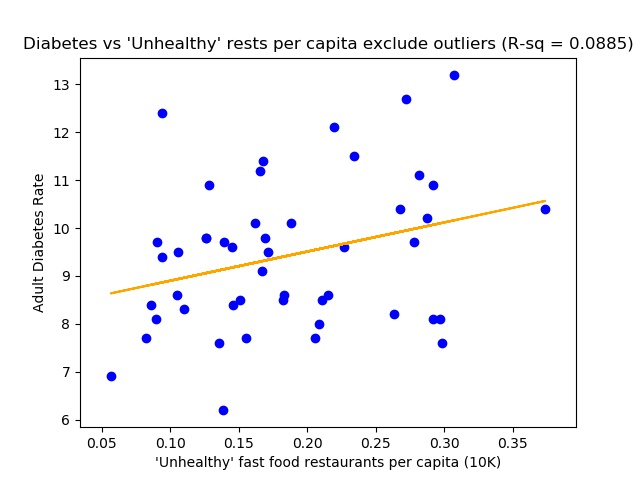 Diabetes vs 'Unhealthy' rests per capita exclude outliers (R-sq = 0.0885)
13
12
11
10
9
8
7
6
Adult Diabetes Rate
0.05 0.10 0.15 0.20 0.25 0.30 0.35
'Unhealthy' fast food restaurants per capita (10K)